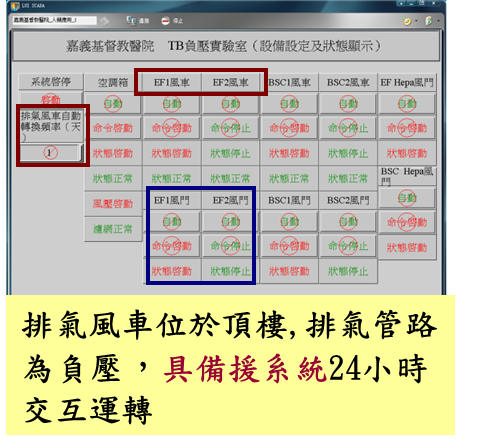 LSI SCADA
嘉義基督教醫院_人機應用_1
連線
停止
嘉義基督教醫院 TB負壓實驗室（設備設定及狀態顯示）
系統啓停 空調箱 EF1風車 EF2風車 BSC1風車 BSC2風車 EF Hepa風門
啓動 自動 自動 自動 自動 自動 自動
排氣風車自動
轉換頻率（天
）
1
命令啓動 命令啓動 命令停止 命令啓動 命令停止 命令啓動
狀態啓動 狀態啓動 狀態停止 狀態啓動 狀態停止 狀態啓動
狀態正常 狀態正常 狀態正常 狀態正常 狀態正常
BSC Hepa風
門
風壓啓動 EF1風門 EF2風門 BSC1風門 BSC2風門
自動 自動 自動 自動 自動
濾網正常 命令啓動 命令停止 命令啓動 命令停止 命令啓動
狀態啓動 狀態停止 狀態啓動 狀態停止 狀態啓動
排氣風車位於頂樓,排氣管路
為負壓，具備援系統24小時
交互運轉